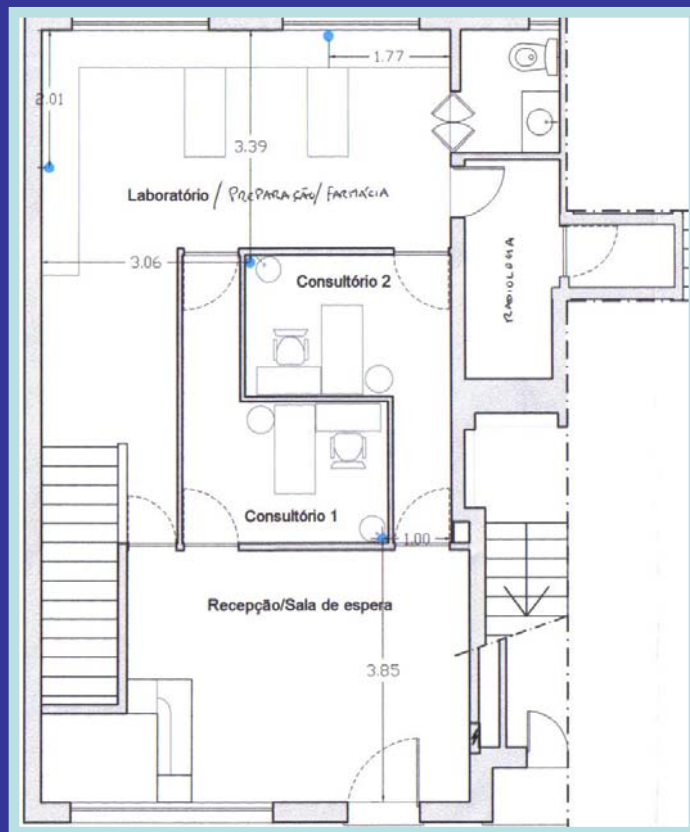 1.77
2.01
3.39
Laboratório / PREPARAÇÃO / FARMÁCIA
3.06
Consultório 2
RADIOLOGIA
Consultório 1
1.00
Recepção/Sala de espera
3.85